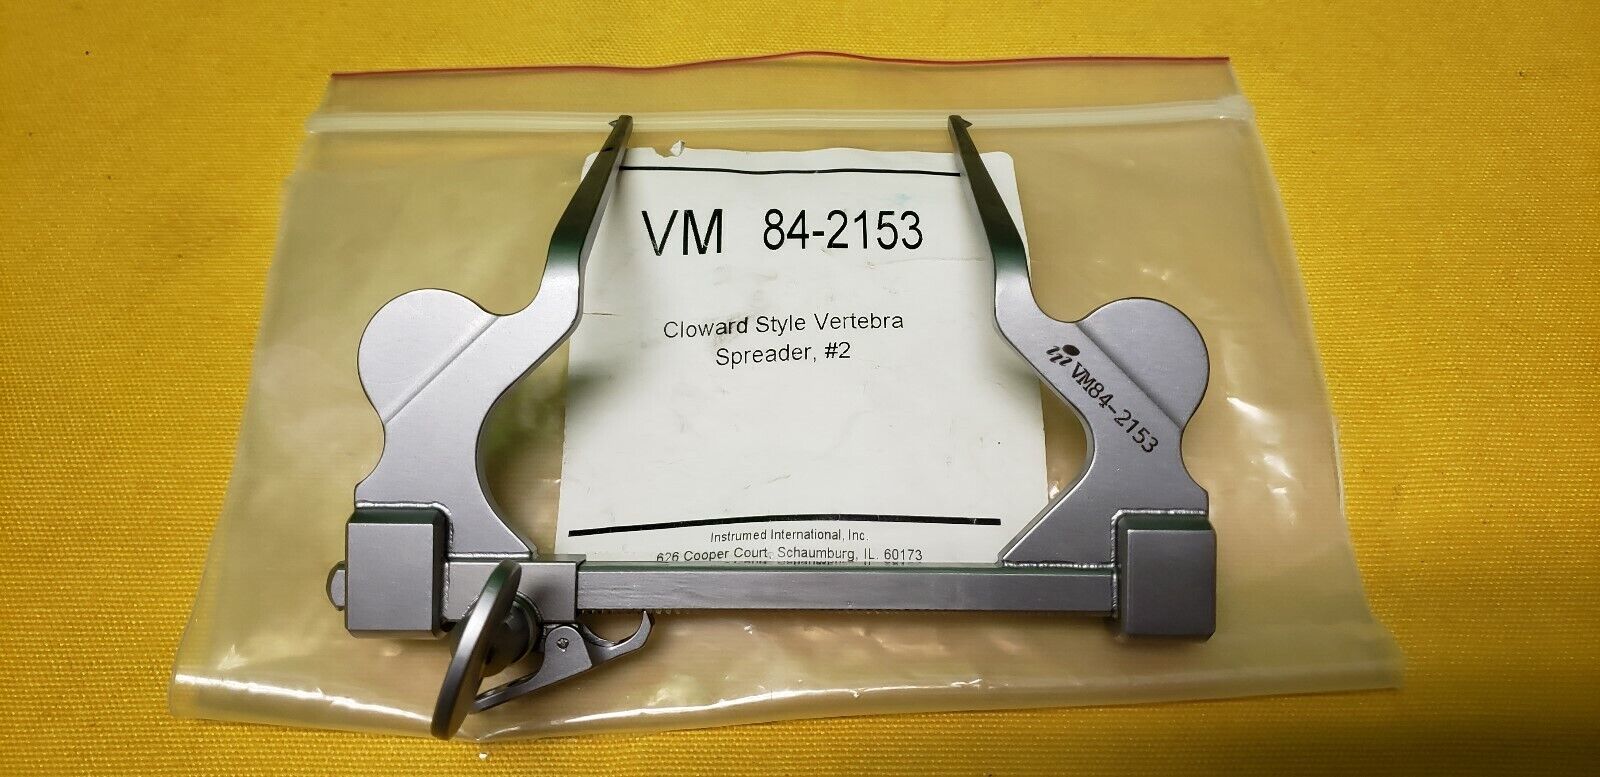 VM 84-2153
Cloward Style Vertebra
Spreader, #2
iii VM84-2153
Instrumed International, Inc.
626 Cooper Court, Schaumburg, IL. 60173